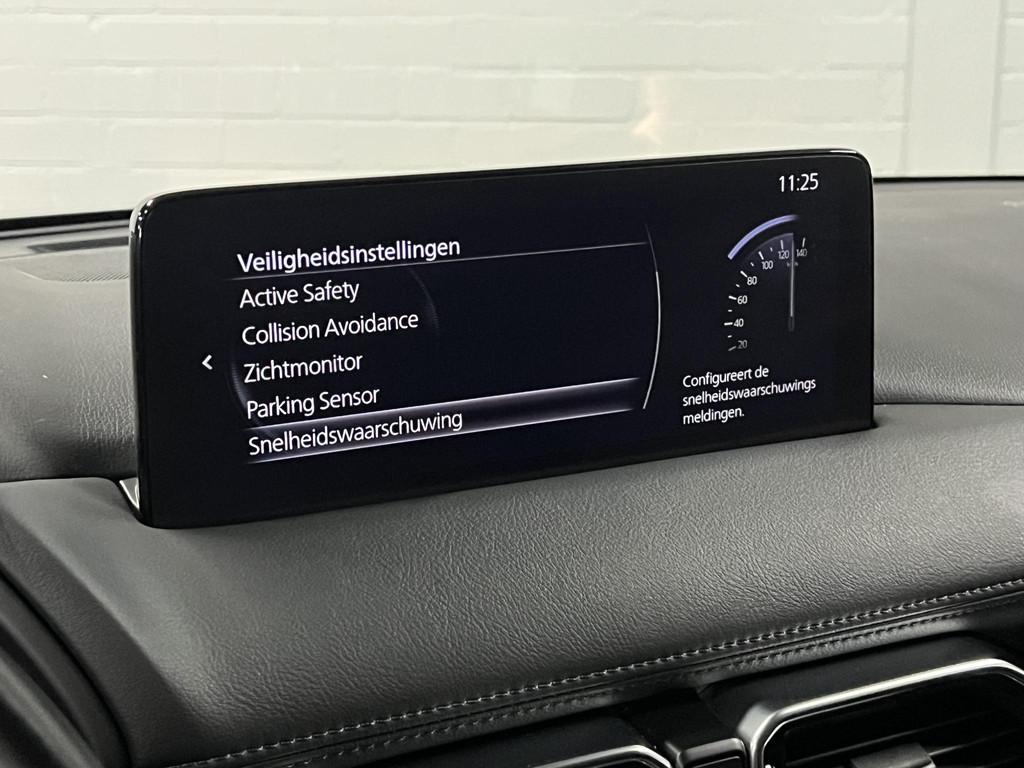 11:25
Veiligheidsinstellingen
Active Safety
Collision Avoidance
Zichtmonitor
Parking Sensor
Snelheidswaarschuwing
140
120
100
80
60
40
20
Configureert de
snelheidswaarschuwings
meldingen.